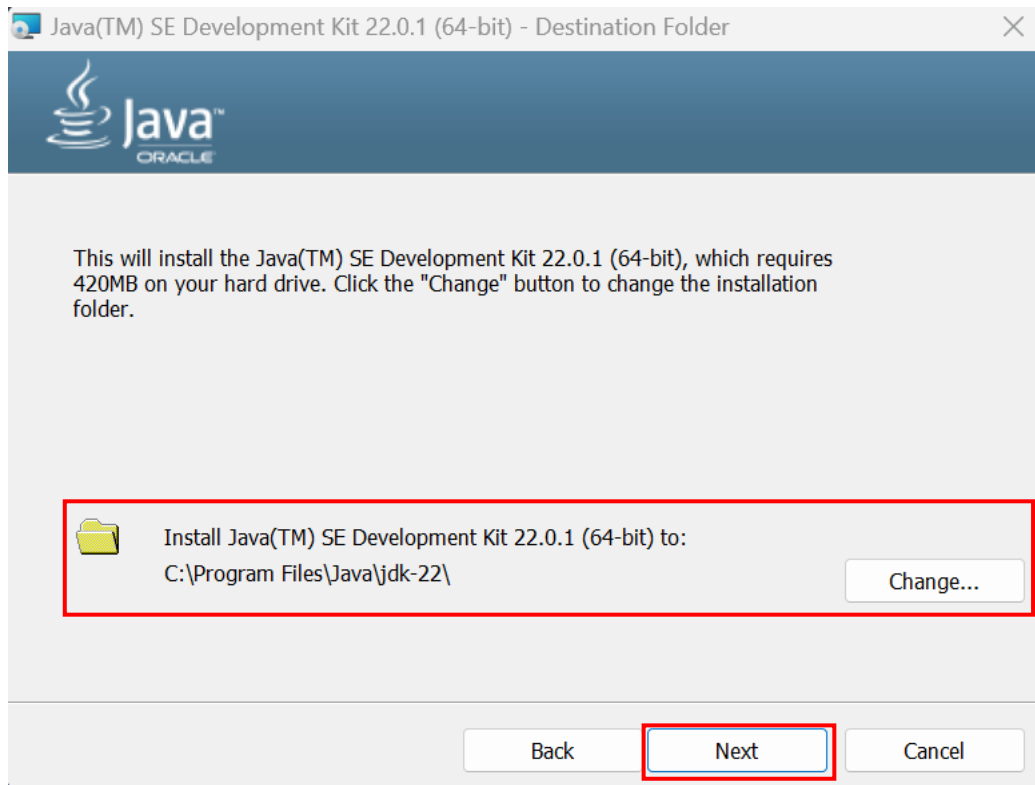 Java(TM) SE Development Kit 22.0.1 (64-bit) - Destination Folder
Java™
ORACLE
This will install the Java(TM) SE Development Kit 22.0.1 (64-bit), which requires
420MB on your hard drive. Click the "Change" button to change the installation
folder.
Install Java(TM) SE Development Kit 22.0.1 (64-bit) to:
C:\Program Files\Java\jdk-22\
Change...
Back Next Cancel